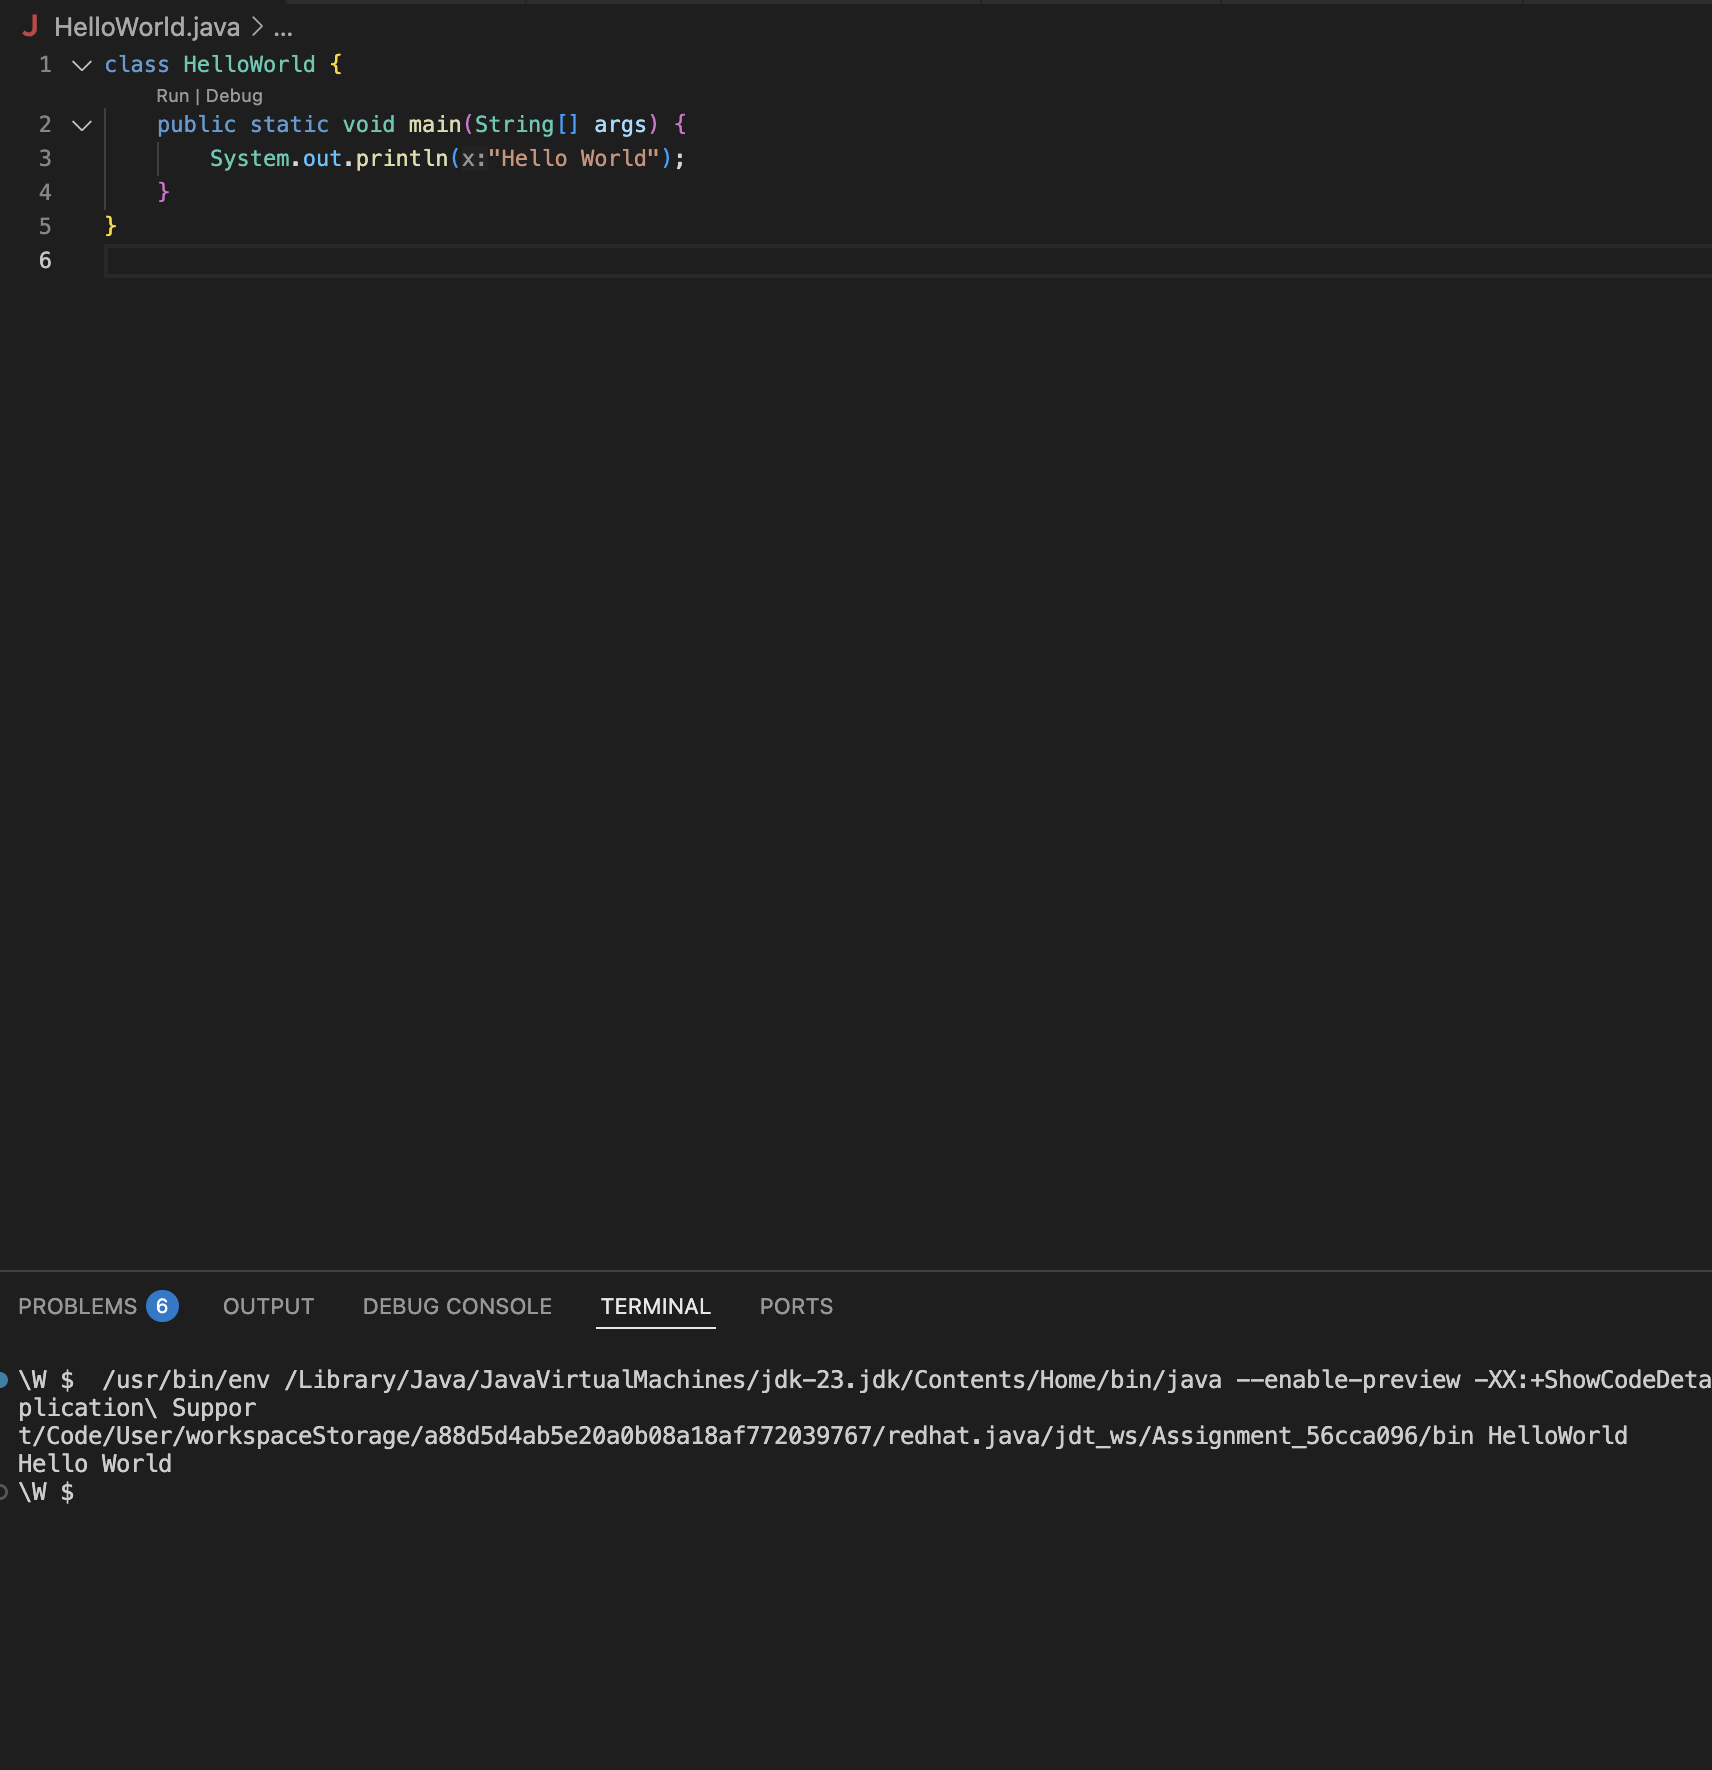 J HelloWorld.java > ...
1 class HelloWorld {
Run | Debug
2 public static void main(String[] args) {
3 System.out.println(x:"Hello World");
4 }
5 }
6
PROBLEMS 6 OUTPUT DEBUG CONSOLE TERMINAL PORTS
\W $  /usr/bin/env /Library/Java/JavaVirtualMachines/jdk-23.jdk/Contents/Home/bin/java --enable-preview -XX:+ShowCodeDeta
plication\ Suppor
t/Code/User/workspaceStorage/a88d5d4ab5e20a0b08a18af772039767/redhat.java/jdt_ws/Assignment_56cca096/bin HelloWorld
Hello World
\W $